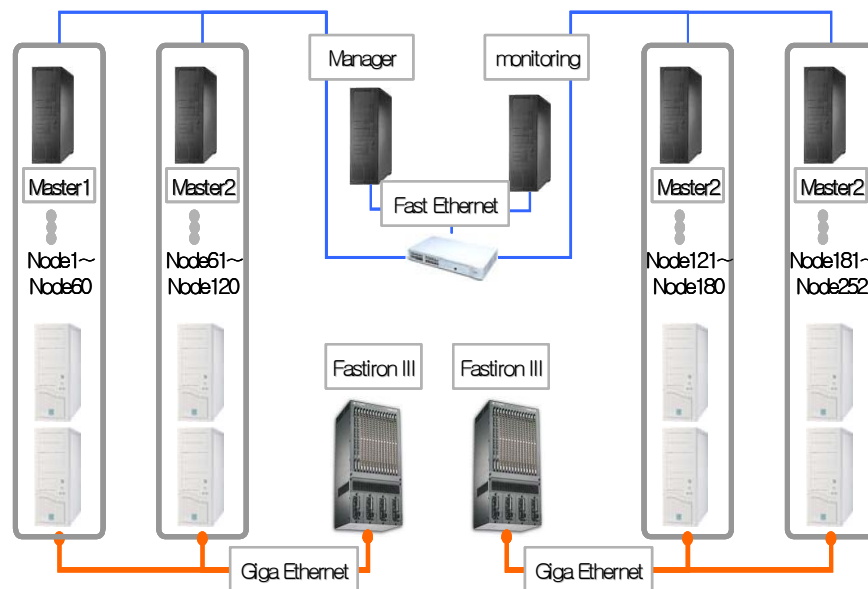 Manager
monitoring
Master1
Master2
Master2
Master2
Fast Ethernet
Node1~
Node60
Node61~
Node120
Node121~
Node180
Node181~
Node252
Fastiron III
Fastiron III
Giga Ethernet
Giga Ethernet